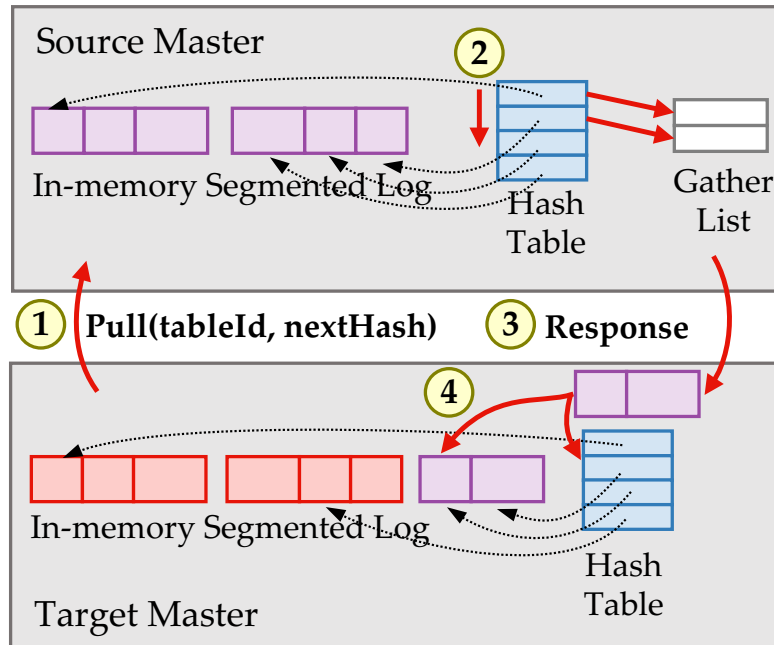 Source Master
2
In-memory Segmented Log
Hash
Table
Gather
List
1
Pull(tableId, nextHash)
3
Response
4
In-memory Segmented Log
Hash
Table
Target Master